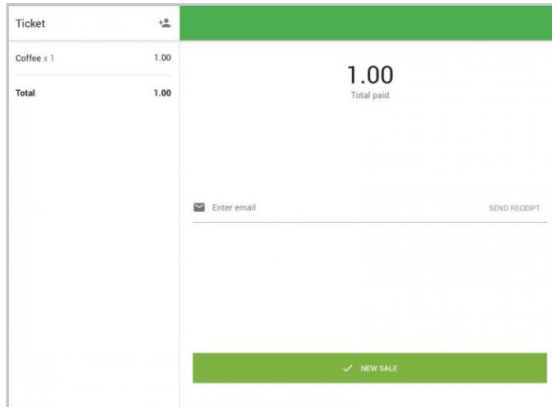 Ticket
Coffee x 1 1.00
Total 1.00
1.00
Total paid
Enter email SEND RECEIPT
NEW SALE